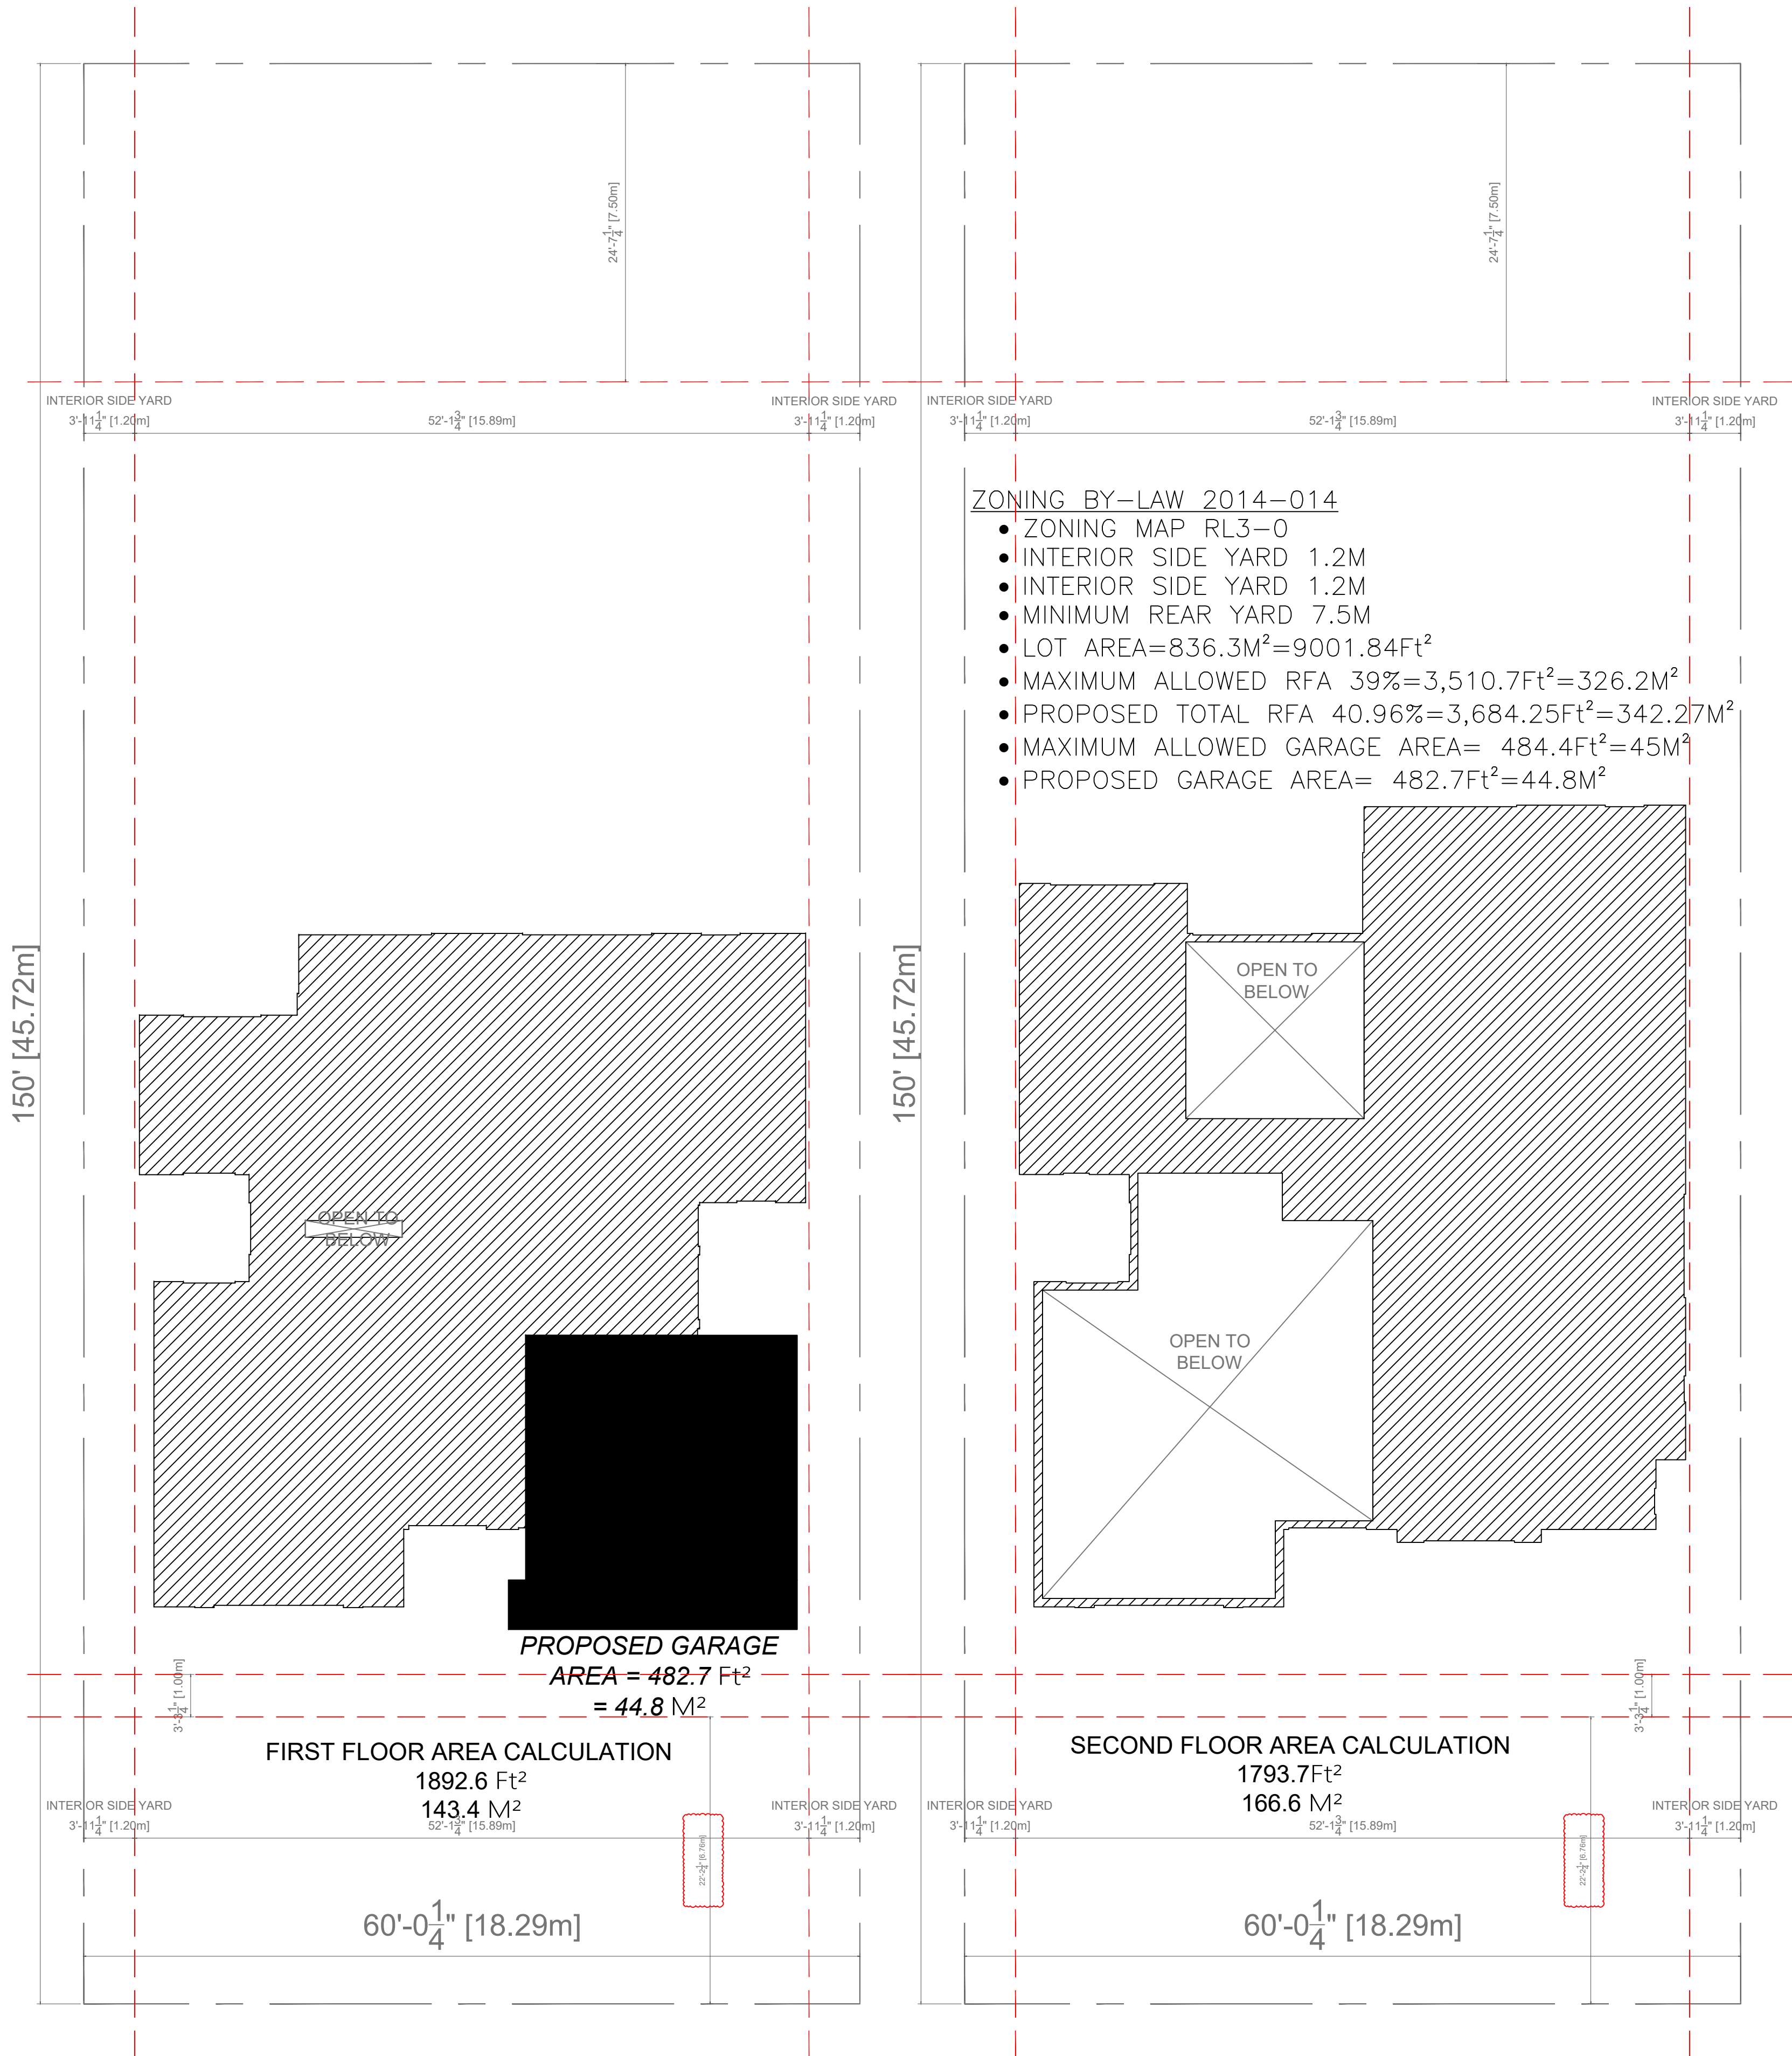 24'-7 1/4" [7.50m]
24'-7 1/4" [7.50m]
INTERIOR SIDE YARD
INTERIOR SIDE YARD
INTERIOR SIDE YARD
INTERIOR SIDE YARD
3'-11 1/4" [1.20m]
52'-1 3/4" [15.89m]
3'-11 1/4" [1.20m]
3'-11 1/4" [1.20m]
52'-1 3/4" [15.89m]
3'-11 1/4" [1.20m]
ZONING BY-LAW 2014-014
• ZONING MAP RL3-0
• INTERIOR SIDE YARD 1.2M
• INTERIOR SIDE YARD 1.2M
• MINIMUM REAR YARD 7.5M
• LOT AREA=836.3M²=9001.84Ft²
• MAXIMUM ALLOWED RFA 39%=3,510.7Ft²=326.2M²
• PROPOSED TOTAL RFA 40.96%=3,684.25Ft²=342.27M²
• MAXIMUM ALLOWED GARAGE AREA= 484.4Ft²=45M²
• PROPOSED GARAGE AREA= 482.7Ft²=44.8M²
150' [45.72m]
150' [45.72m]
OPEN TO
BELOW
OPEN TO
BELOW
OPEN TO
BELOW
PROPOSED GARAGE
AREA = 482.7 Ft²
= 44.8 M²
3'-3 1/4" [1.00m]
3'-3 1/4" [1.00m]
FIRST FLOOR AREA CALCULATION
1892.6 Ft²
143.4 M²
SECOND FLOOR AREA CALCULATION
1793.7Ft²
166.6 M²
INTERIOR SIDE YARD
INTERIOR SIDE YARD
INTERIOR SIDE YARD
INTERIOR SIDE YARD
3'-11 1/4" [1.20m]
52'-1 3/4" [15.89m]
3'-11 1/4" [1.20m]
3'-11 1/4" [1.20m]
52'-1 3/4" [15.89m]
3'-11 1/4" [1.20m]
22'-2 1/4" [6.76m]
22'-2 1/4" [6.76m]
60'-0 1/4" [18.29m]
60'-0 1/4" [18.29m]